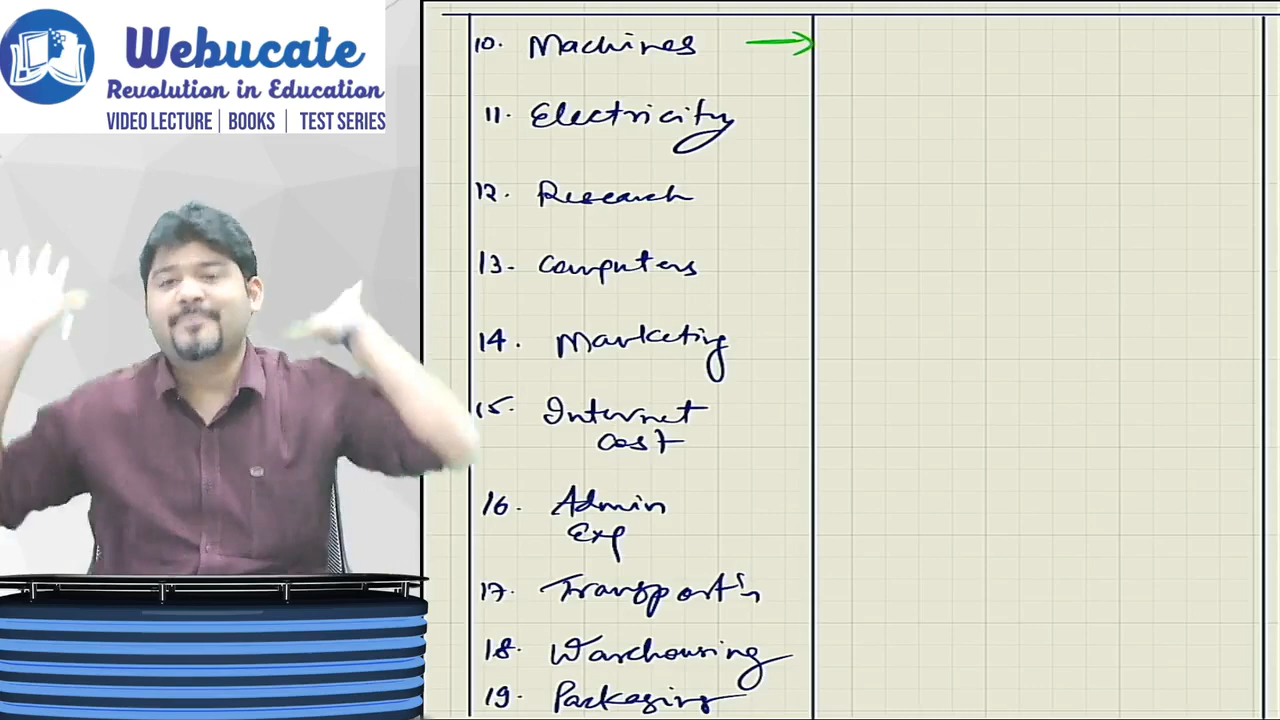 Webucate
Revolution in Education
VIDEO LECTURE | BOOKS | TEST SERIES
10. Machines →
11. Electricity
12. Research
13. Computers
14. Marketing
15. Internet
Cost
16. Admin
Exp
17. Transport'n
18. Warehousing
19. Packaging